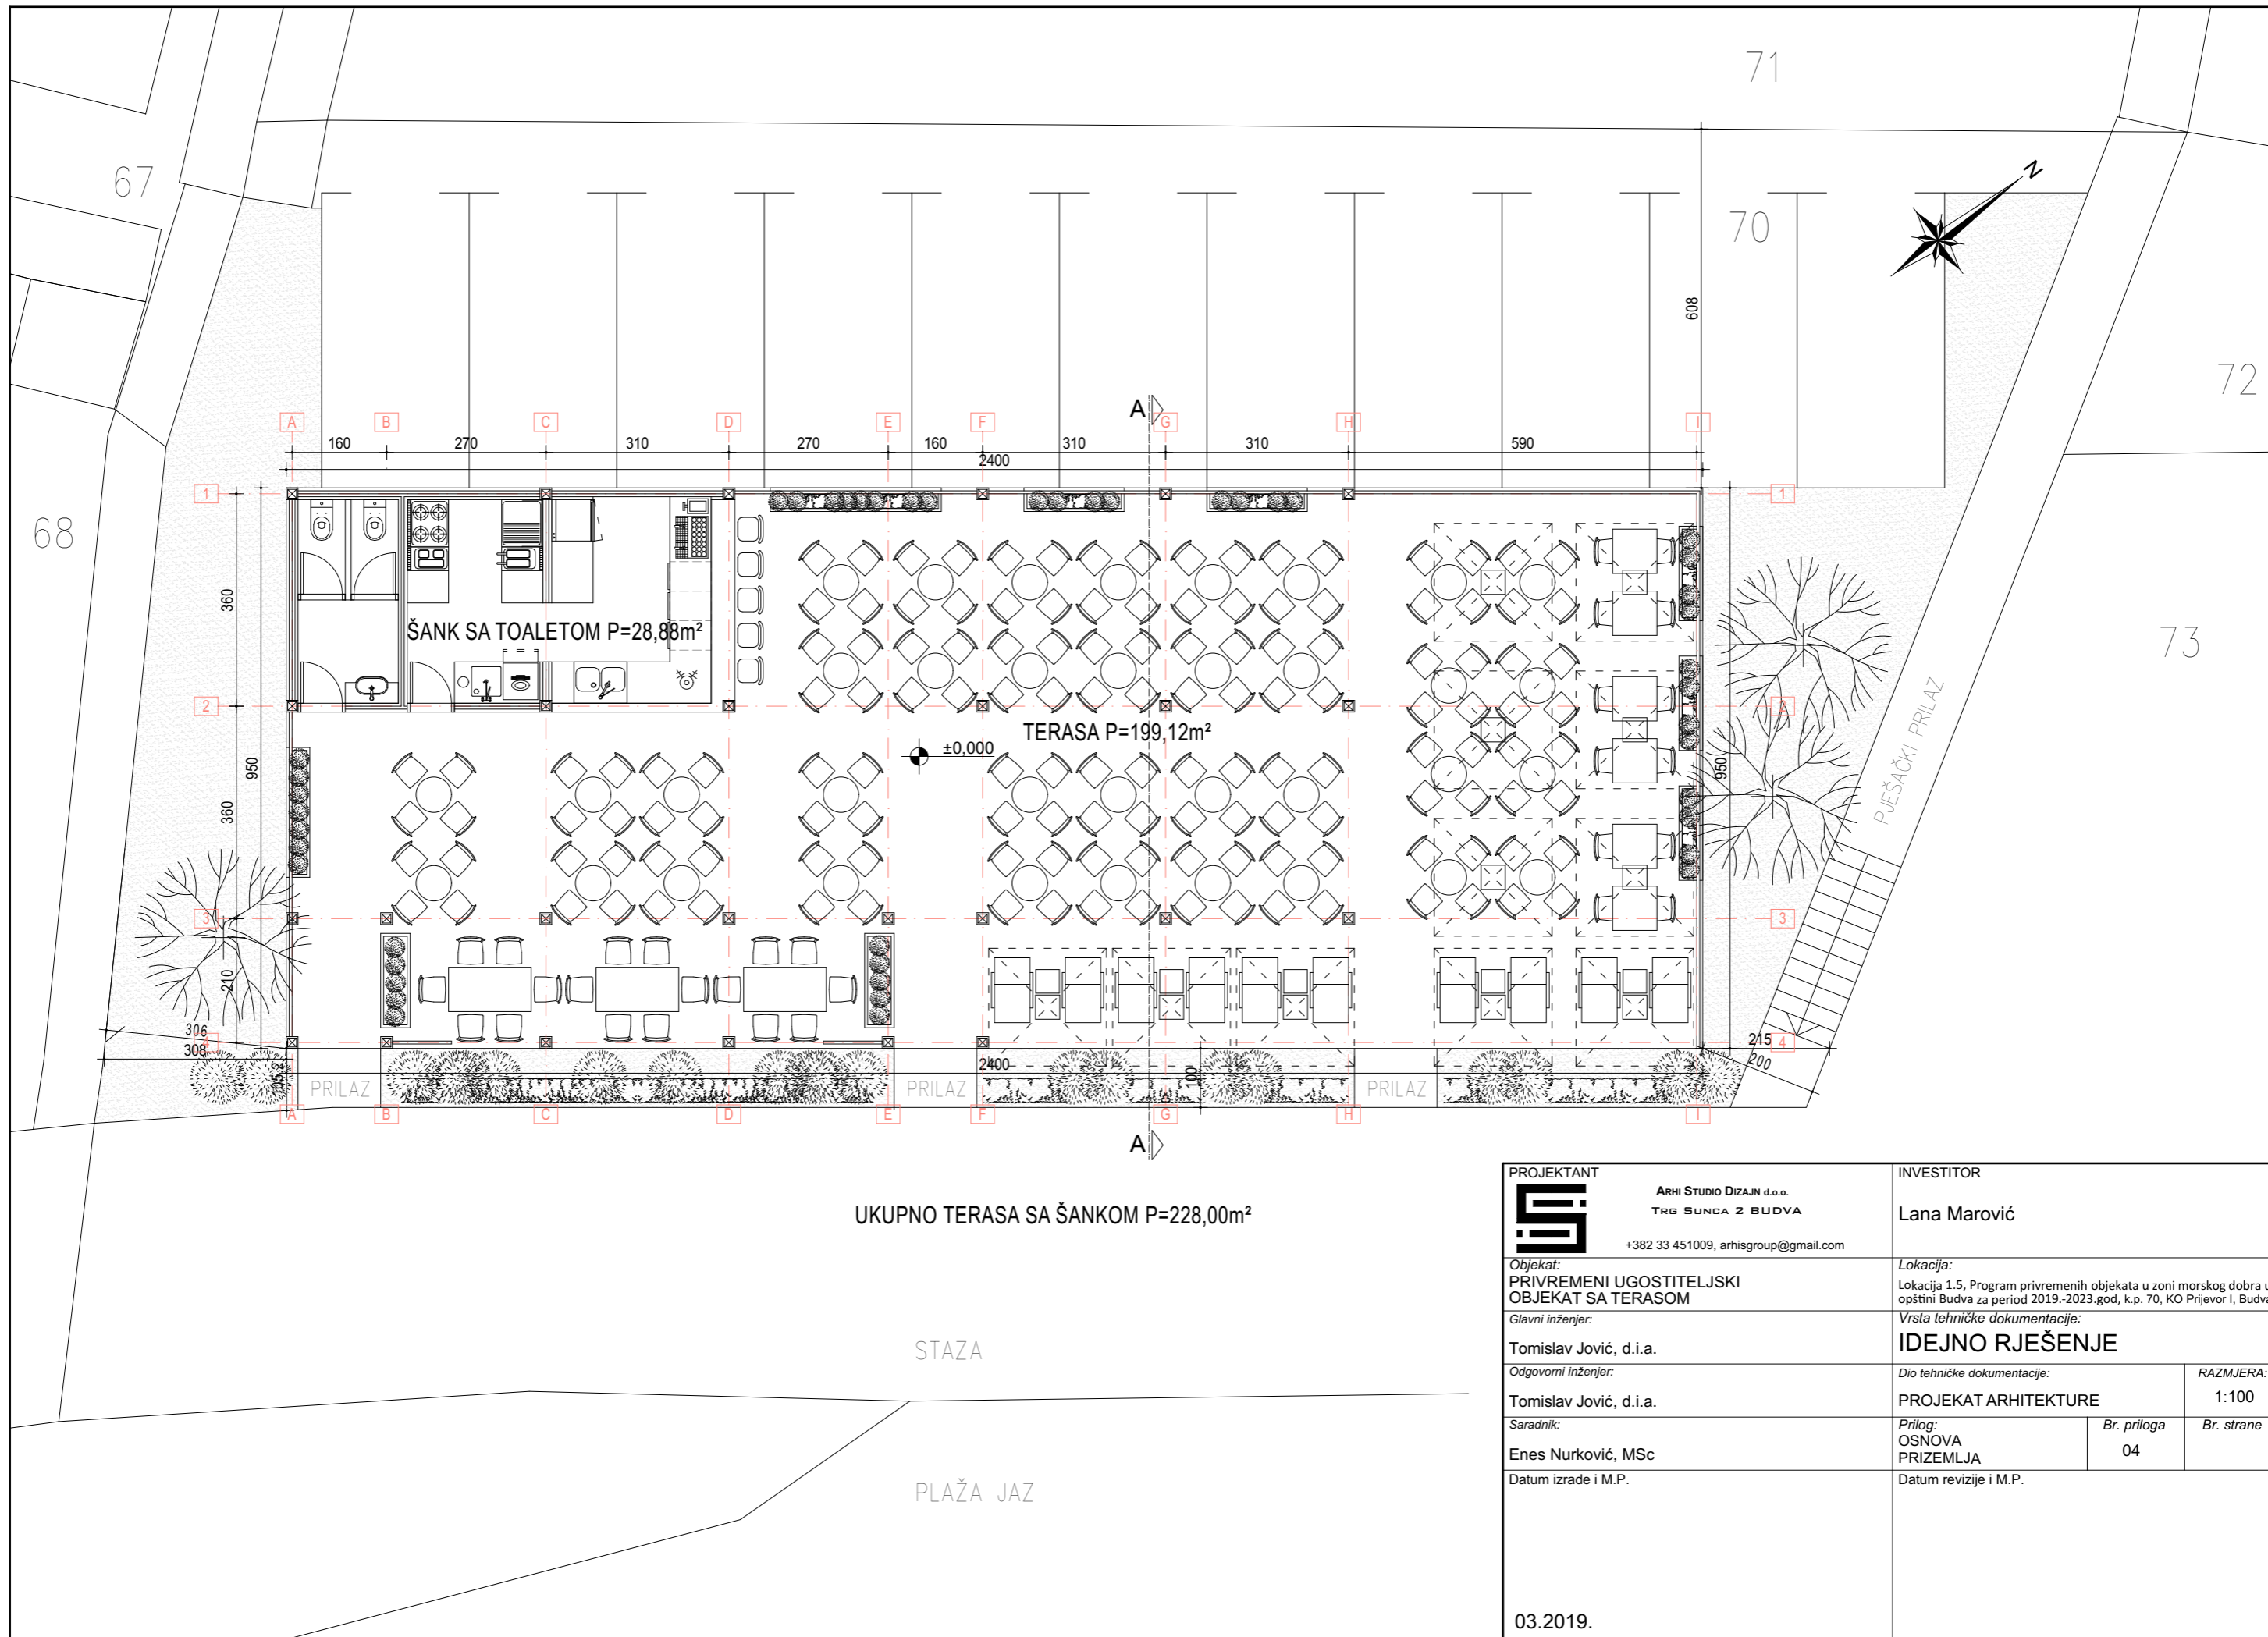 71
67
70
72
68
73
N
608
A
A B C D E F G H I
160 270 310 270 160 310 310 590
2400
1 1
360
ŠANK SA TOALETOM P=28,88m²
2
TERASA P=199,12m²
±0,000
950
950
360
PJEŠAČKI PRILAZ
3 3
210
306
308
105,2
4
215
200
2400
100
PRILAZ PRILAZ PRILAZ
A B C D E F G H I
A
UKUPNO TERASA SA ŠANKOM P=228,00m²
STAZA
PLAŽA JAZ
PROJEKTANT
ARHI STUDIO DIZAJN d.o.o.
TRG SUNCA 2 BUDVA
+382 33 451009, arhisgroup@gmail.com
INVESTITOR
Lana Marović
Objekat:
PRIVREMENI UGOSTITELJSKI
OBJEKAT SA TERASOM
Lokacija:
Lokacija 1.5, Program privremenih objekata u zoni morskog dobra u
opštini Budva za period 2019.-2023.god, k.p. 70, KO Prijevor I, Budva
Glavni inženjer:
Tomislav Jović, d.i.a.
Vrsta tehničke dokumentacije:
IDEJNO RJEŠENJE
Odgovorni inženjer:
Tomislav Jović, d.i.a.
Dio tehničke dokumentacije:
PROJEKAT ARHITEKTURE
RAZMJERA:
1:100
Saradnik:
Enes Nurković, MSc
Prilog:
OSNOVA
PRIZEMLJA
Br. priloga
04
Br. strane
Datum izrade i M.P.
Datum revizije i M.P.
03.2019.